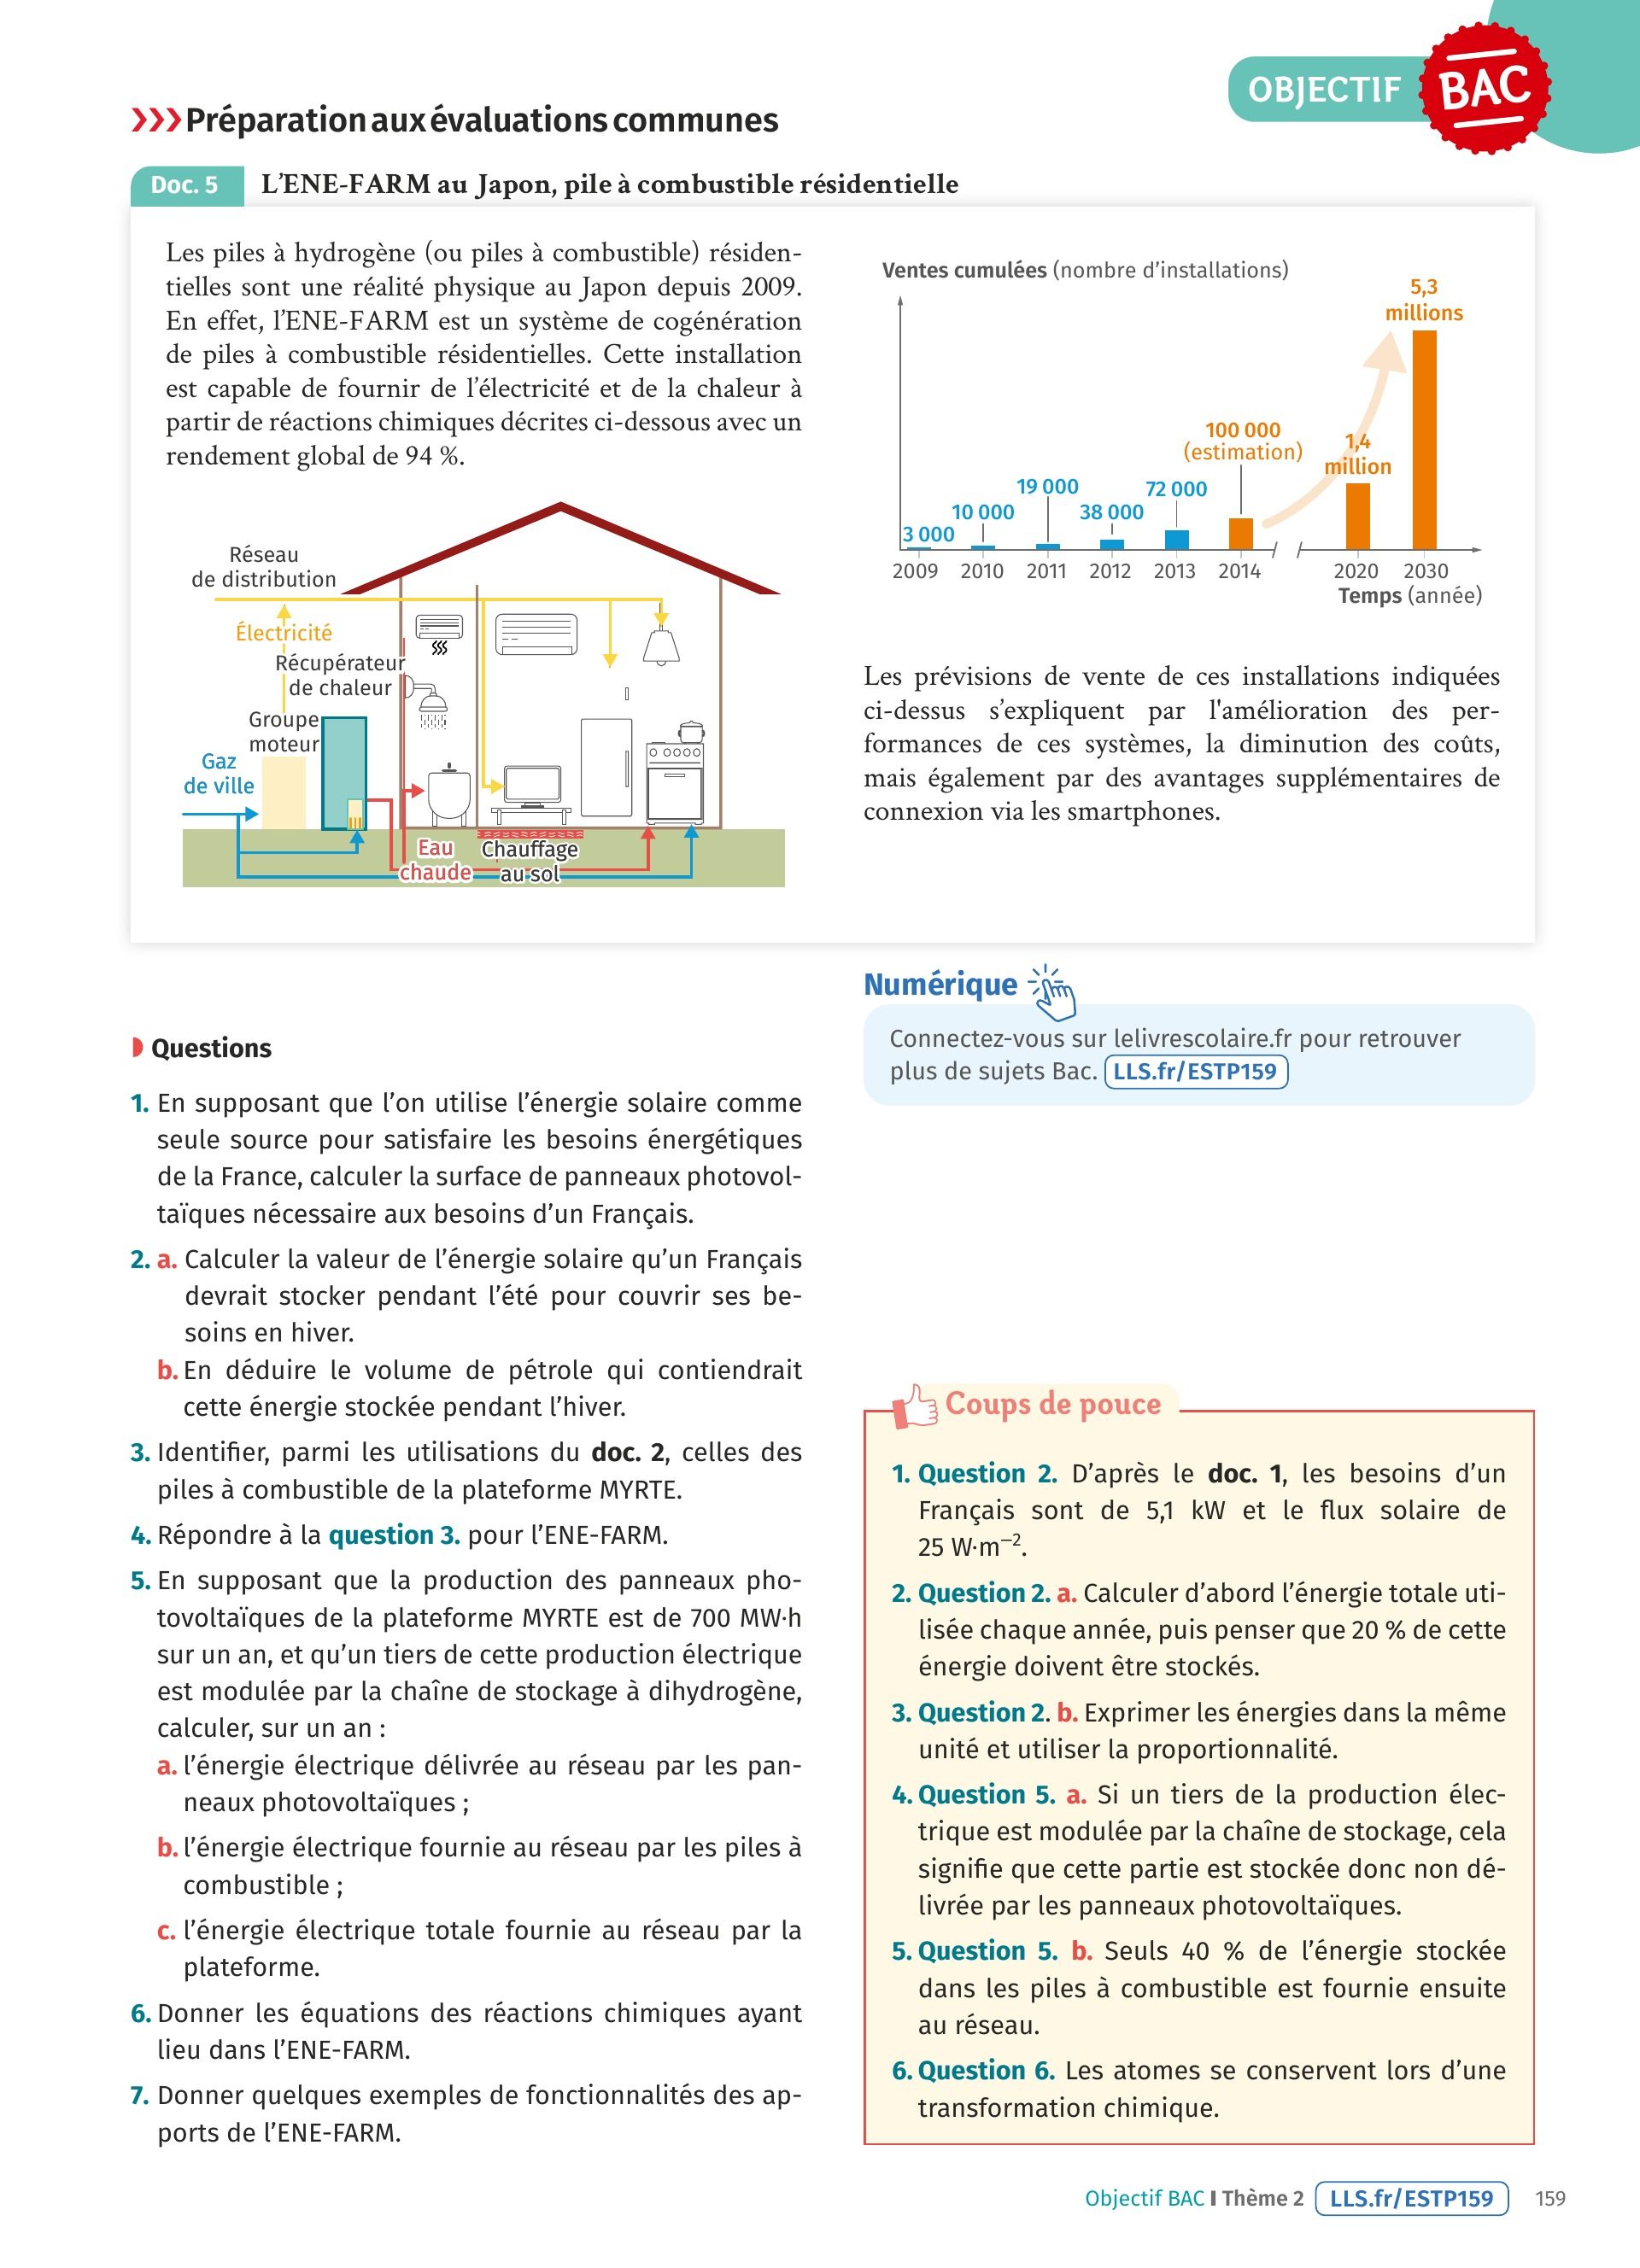 OBJECTIF BAC
Préparation aux évaluations communes
Doc. 5 L’ENE-FARM au Japon, pile à combustible résidentielle
Les piles à hydrogène (ou piles à combustible) résiden-
tielles sont une réalité physique au Japon depuis 2009.
En effet, l’ENE-FARM est un système de cogénération
de piles à combustible résidentielles. Cette installation
est capable de fournir de l’électricité et de la chaleur à
partir de réactions chimiques décrites ci-dessous avec un
rendement global de 94 %.
Réseau
de distribution
Électricité
Récupérateur
de chaleur
Groupe
moteur
Gaz
de ville
Eau
chaude
Chauffage
au sol
Ventes cumulées (nombre d’installations)
5,3
millions
1,4
million
100 000
(estimation)
72 000
38 000
19 000
10 000
3 000
2009 2010 2011 2012 2013 2014 2020 2030
Temps (année)
Les prévisions de vente de ces installations indiquées
ci-dessus s’expliquent par l'amélioration des per-
formances de ces systèmes, la diminution des coûts,
mais également par des avantages supplémentaires de
connexion via les smartphones.
Numérique
Connectez-vous sur lelivrescolaire.fr pour retrouver
plus de sujets Bac. LLS.fr/ESTP159
Questions
1. En supposant que l’on utilise l’énergie solaire comme
seule source pour satisfaire les besoins énergétiques
de la France, calculer la surface de panneaux photovol-
taïques nécessaire aux besoins d’un Français.
2. a. Calculer la valeur de l’énergie solaire qu’un Français
devrait stocker pendant l’été pour couvrir ses be-
soins en hiver.
b. En déduire le volume de pétrole qui contiendrait
cette énergie stockée pendant l’hiver.
3. Identifier, parmi les utilisations du doc. 2, celles des
piles à combustible de la plateforme MYRTE.
4. Répondre à la question 3. pour l’ENE-FARM.
5. En supposant que la production des panneaux pho-
tovoltaïques de la plateforme MYRTE est de 700 MW·h
sur un an, et qu’un tiers de cette production électrique
est modulée par la chaîne de stockage à dihydrogène,
calculer, sur un an :
a. l’énergie électrique délivrée au réseau par les pan-
neaux photovoltaïques ;
b. l’énergie électrique fournie au réseau par les piles à
combustible ;
c. l’énergie électrique totale fournie au réseau par la
plateforme.
6. Donner les équations des réactions chimiques ayant
lieu dans l’ENE-FARM.
7. Donner quelques exemples de fonctionnalités des ap-
ports de l’ENE-FARM.
Coups de pouce
1. Question 2. D’après le doc. 1, les besoins d’un
Français sont de 5,1 kW et le flux solaire de
25 W·m⁻².
2. Question 2. a. Calculer d’abord l’énergie totale uti-
lisée chaque année, puis penser que 20 % de cette
énergie doivent être stockés.
3. Question 2. b. Exprimer les énergies dans la même
unité et utiliser la proportionnalité.
4. Question 5. a. Si un tiers de la production élec-
trique est modulée par la chaîne de stockage, cela
signifie que cette partie est stockée donc non dé-
livrée par les panneaux photovoltaïques.
5. Question 5. b. Seuls 40 % de l’énergie stockée
dans les piles à combustible est fournie ensuite
au réseau.
6. Question 6. Les atomes se conservent lors d’une
transformation chimique.
Objectif BAC I Thème 2 LLS.fr/ESTP159 159